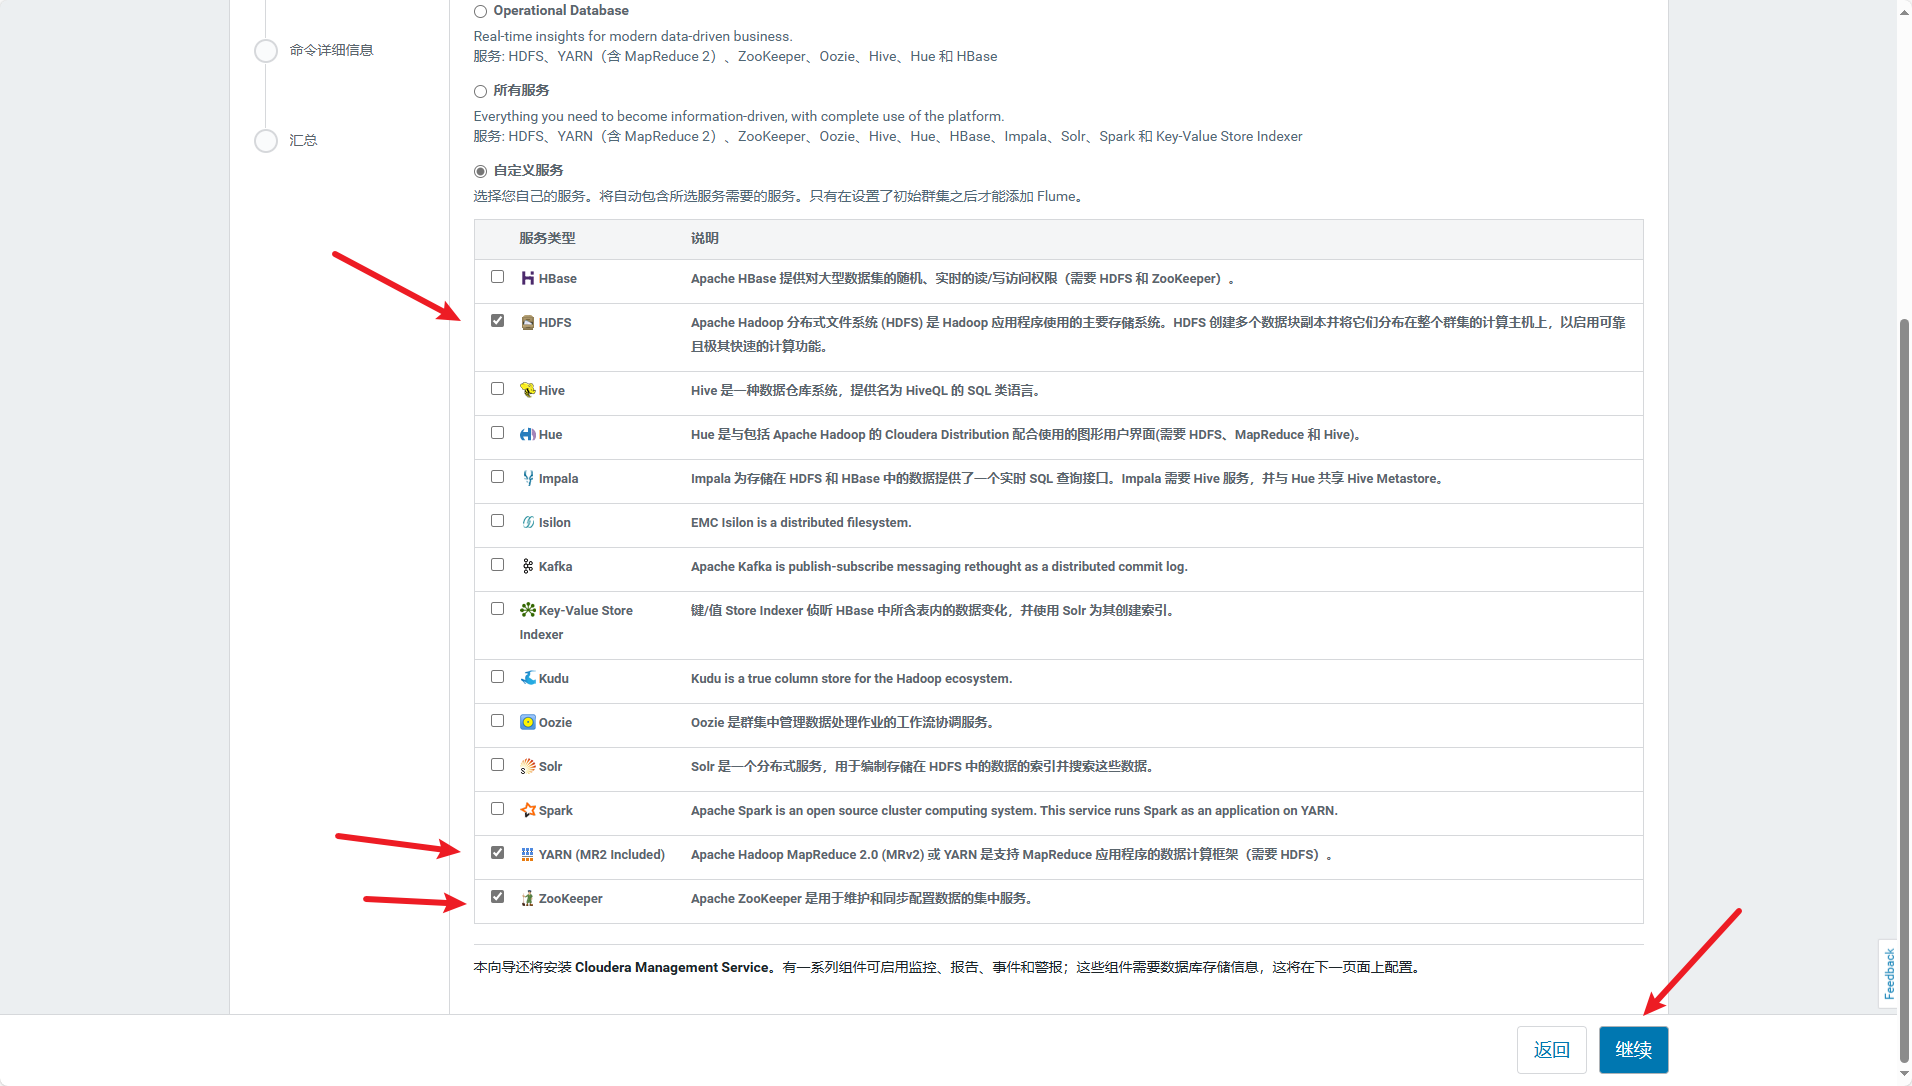 Operational Database
Real-time insights for modern data-driven business.
服务: HDFS、YARN（含 MapReduce 2）、ZooKeeper、Oozie、Hive、Hue 和 HBase
命令详细信息
所有服务
Everything you need to become information-driven, with complete use of the platform.
服务: HDFS、YARN（含 MapReduce 2）、ZooKeeper、Oozie、Hive、Hue、HBase、Impala、Solr、Spark 和 Key-Value Store Indexer
汇总
自定义服务
选择您自己的服务。将自动包含所选服务需要的服务。只有在设置了初始群集之后才能添加 Flume。
服务类型 说明
HBase Apache HBase 提供对大型数据集的随机、实时的读/写访问权限（需要 HDFS 和 ZooKeeper）。
HDFS Apache Hadoop 分布式文件系统 (HDFS) 是 Hadoop 应用程序使用的主要存储系统。HDFS 创建多个数据块副本并将它们分布在整个群集的计算主机上，以启用可靠
且极其快速的计算功能。
Hive Hive 是一种数据仓库系统，提供名为 HiveQL 的 SQL 类语言。
Hue Hue 是与包括 Apache Hadoop 的 Cloudera Distribution 配合使用的图形用户界面(需要 HDFS、MapReduce 和 Hive)。
Impala Impala 为存储在 HDFS 和 HBase 中的数据提供了一个实时 SQL 查询接口。Impala 需要 Hive 服务，并与 Hue 共享 Hive Metastore。
Isilon EMC Isilon is a distributed filesystem.
Kafka Apache Kafka is publish-subscribe messaging rethought as a distributed commit log.
Key-Value Store 键/值 Store Indexer 侦听 HBase 中所含表内的数据变化，并使用 Solr 为其创建索引。
Indexer
Kudu Kudu is a true column store for the Hadoop ecosystem.
Oozie Oozie 是群集中管理数据处理作业的工作流协调服务。
Solr Solr 是一个分布式服务，用于编制存储在 HDFS 中的数据的索引并搜索这些数据。
Spark Apache Spark is an open source cluster computing system. This service runs Spark as an application on YARN.
YARN (MR2 Included) Apache Hadoop MapReduce 2.0 (MRv2) 或 YARN 是支持 MapReduce 应用程序的数据计算框架（需要 HDFS）。
ZooKeeper Apache ZooKeeper 是用于维护和同步配置数据的集中服务。
本向导还将安装 Cloudera Management Service。有一系列组件可启用监控、报告、事件和警报；这些组件需要数据库存储信息，这将在下一页面上配置。
Feedback
返回 继续